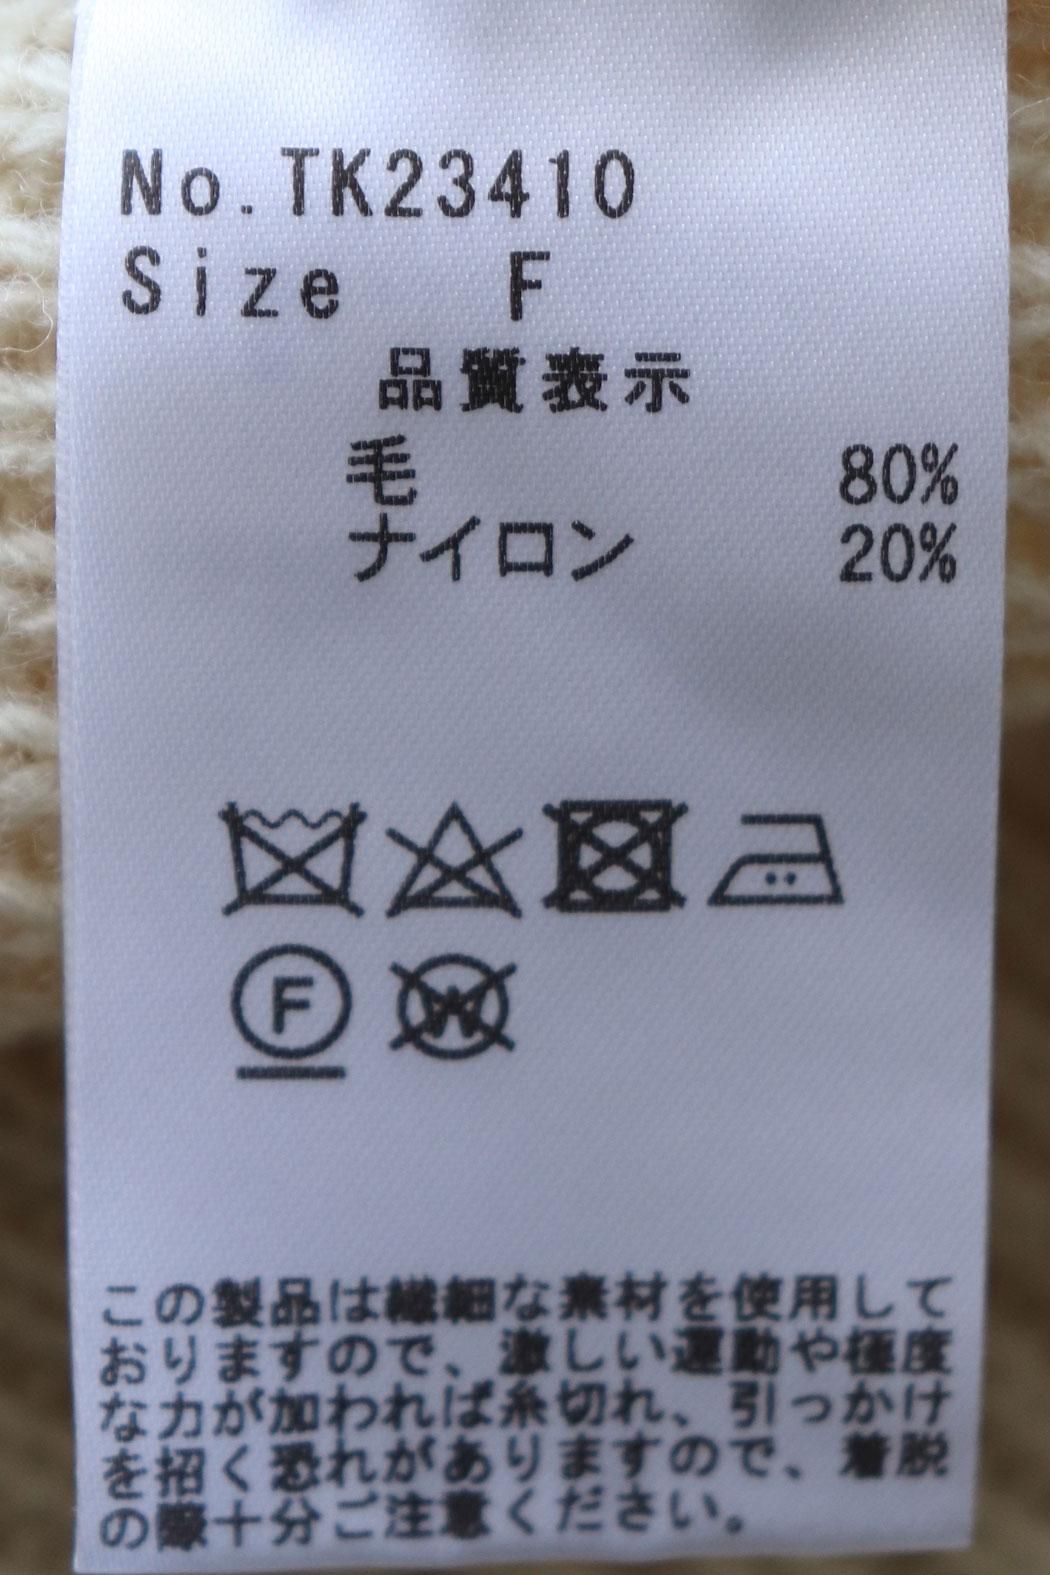 No.TK23410
Size F
品質表示
毛 80%
ナイロン 20%
F
W
この製品は繊細な素材を使用して
おりますので、激しい運動や極度
な力が加われば糸切れ、引っかけ
を招く恐れがありますので、着脱
の際十分ご注意ください。